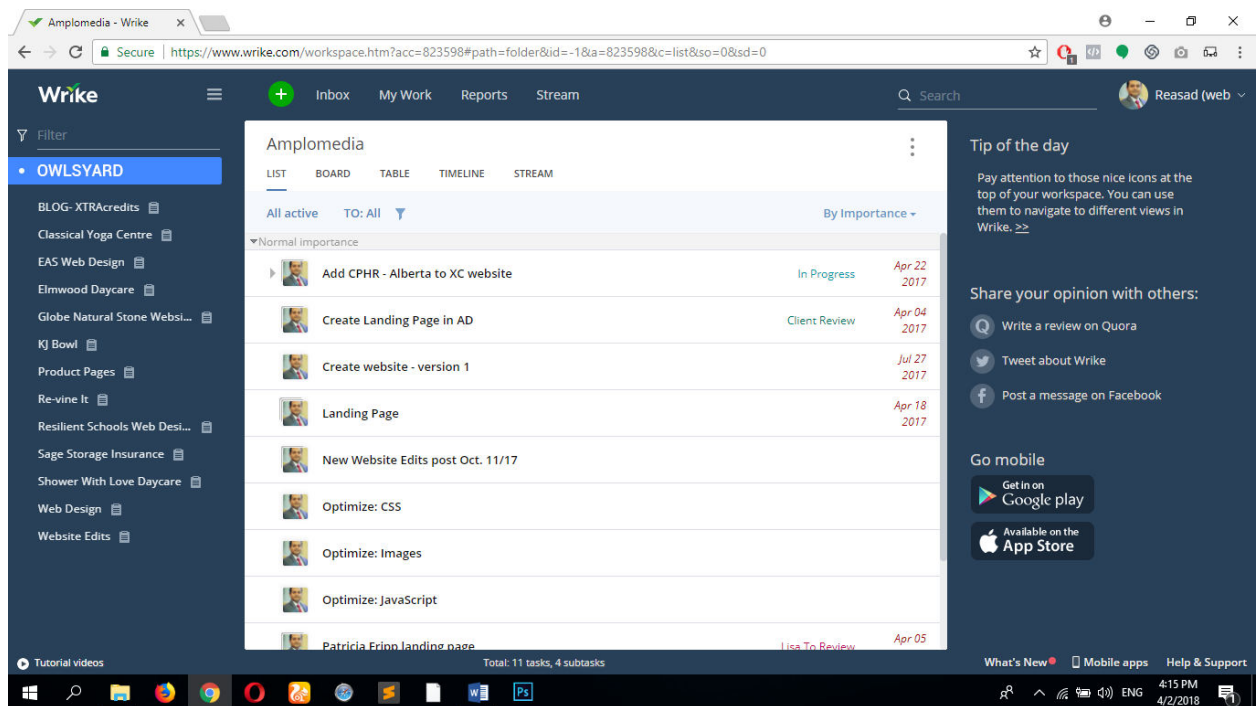 Amplomedia - Wrike
Secure | https://www.wrike.com/workspace.htm?acc=823598#path=folder&id=-1&a=823598&c=list&so=0&sd=0
1
Wrike
Inbox My Work Reports Stream
Search
Reasad (web
Filter
OWLSYARD
BLOG- XTRAcredits
Classical Yoga Centre
EAS Web Design
Elmwood Daycare
Globe Natural Stone Websi...
KJ Bowl
Product Pages
Re-vine It
Resilient Schools Web Desi...
Sage Storage Insurance
Shower With Love Daycare
Web Design
Website Edits
Amplomedia
LIST BOARD TABLE TIMELINE STREAM
All active TO: All By Importance
Normal importance
Add CPHR - Alberta to XC website In Progress Apr 22
2017
Create Landing Page in AD Client Review Apr 04
2017
Create website - version 1 Jul 27
2017
Landing Page Apr 18
2017
New Website Edits post Oct. 11/17
Optimize: CSS
Optimize: Images
Optimize: JavaScript
Patricia Fripp landing page Lisa To Review Apr 05
Tip of the day
Pay attention to those nice icons at the
top of your workspace. You can use
them to navigate to different views in
Wrike. >>
Share your opinion with others:
Q Write a review on Quora
Tweet about Wrike
f Post a message on Facebook
Go mobile
Get in on
Google play
Available on the
App Store
Tutorial videos
Total: 11 tasks, 4 subtasks
What's New Mobile apps Help & Support
W Ps
ENG
4:15 PM
4/2/2018
1